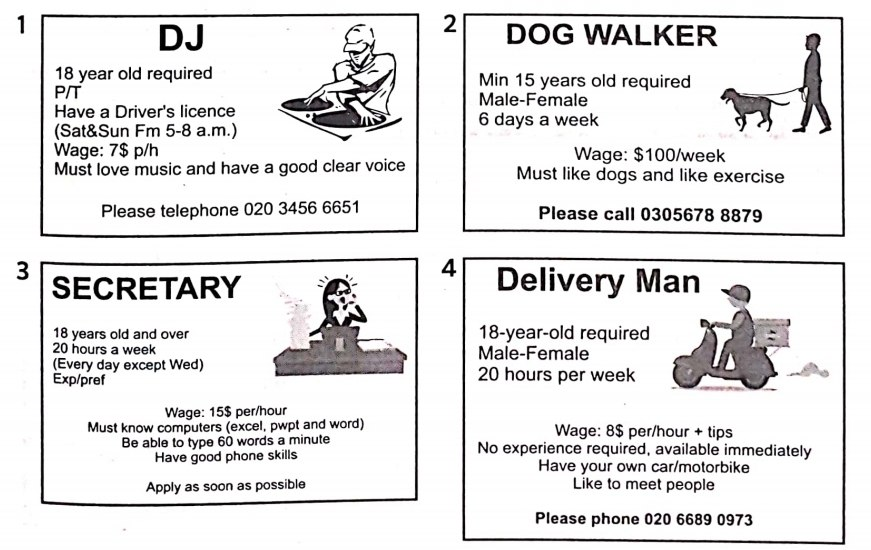 1
DJ
18 year old required
P/T
Have a Driver's licence
(Sat&Sun Fm 5-8 a.m.)
Wage: 7$ p/h
Must love music and have a good clear voice
Please telephone 020 3456 6651
2
DOG WALKER
Min 15 years old required
Male-Female
6 days a week
Wage: $100/week
Must like dogs and like exercise
Please call 0305678 8879
3
SECRETARY
18 years old and over
20 hours a week
(Every day except Wed)
Exp/pref
Wage: 15$ per/hour
Must know computers (excel, pwpt and word)
Be able to type 60 words a minute
Have good phone skills
Apply as soon as possible
4
Delivery Man
18-year-old required
Male-Female
20 hours per week
Wage: 8$ per/hour + tips
No experience required, available immediately
Have your own car/motorbike
Like to meet people
Please phone 020 6689 0973